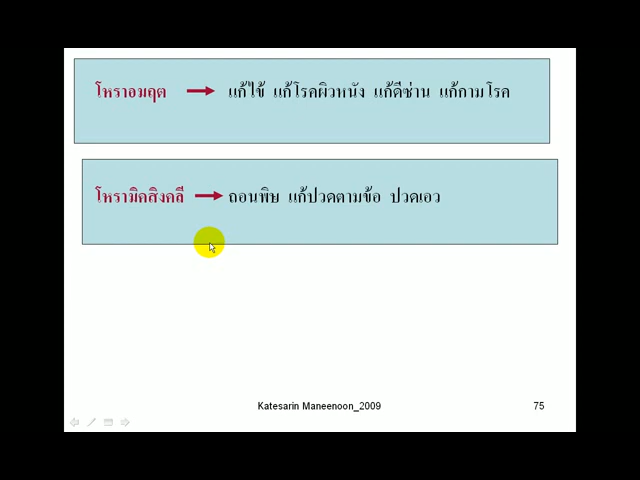 โหราอมฤต แก้ไข้ แก้โรคผิวหนัง แก้ดีซ่าน แก้กามโรค
โหรามิคสิงคลี ถอนพิษ แก้ปวดตามข้อ ปวดเอว
Katesarin Maneenoon_2009 75